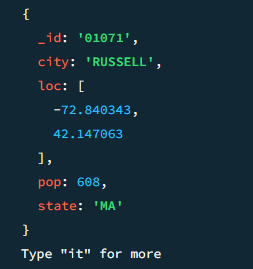 {
_id: '01071',
city: 'RUSSELL',
loc: [
-72.840343,
42.147063
],
pop: 608,
state: 'MA'
}
Type "it" for more